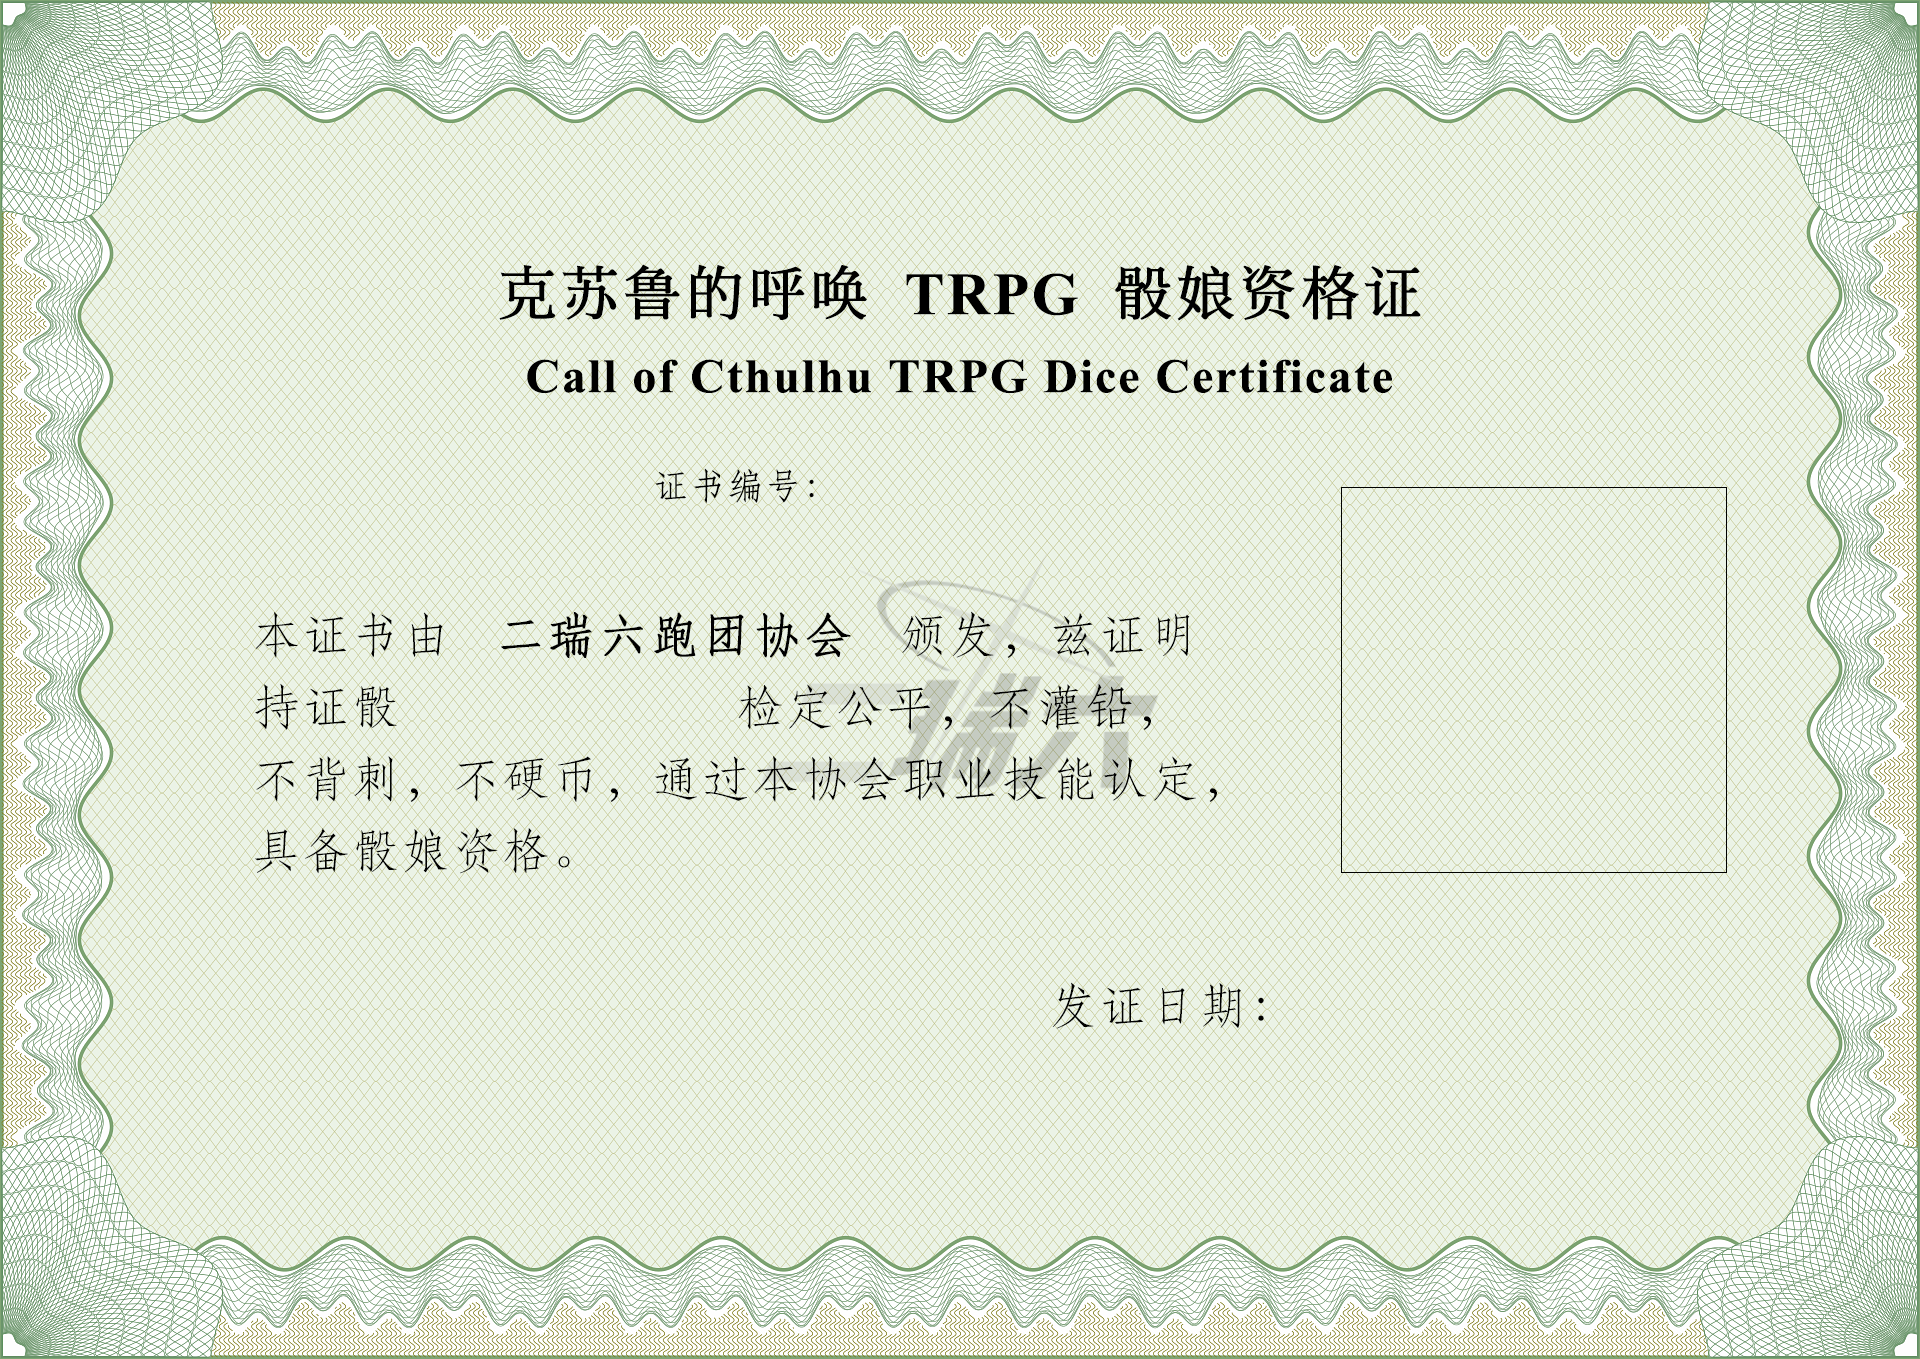 克苏鲁的呼唤 TRPG 骰娘资格证
Call of Cthulhu TRPG Dice Certificate
证书编号:
本证书由 二瑞六跑团协会 颁发，兹证明
持证骰 检定公平，不灌铅，
不背刺，不硬币，通过本协会职业技能认定，
具备骰娘资格。
二瑞六
发证日期: